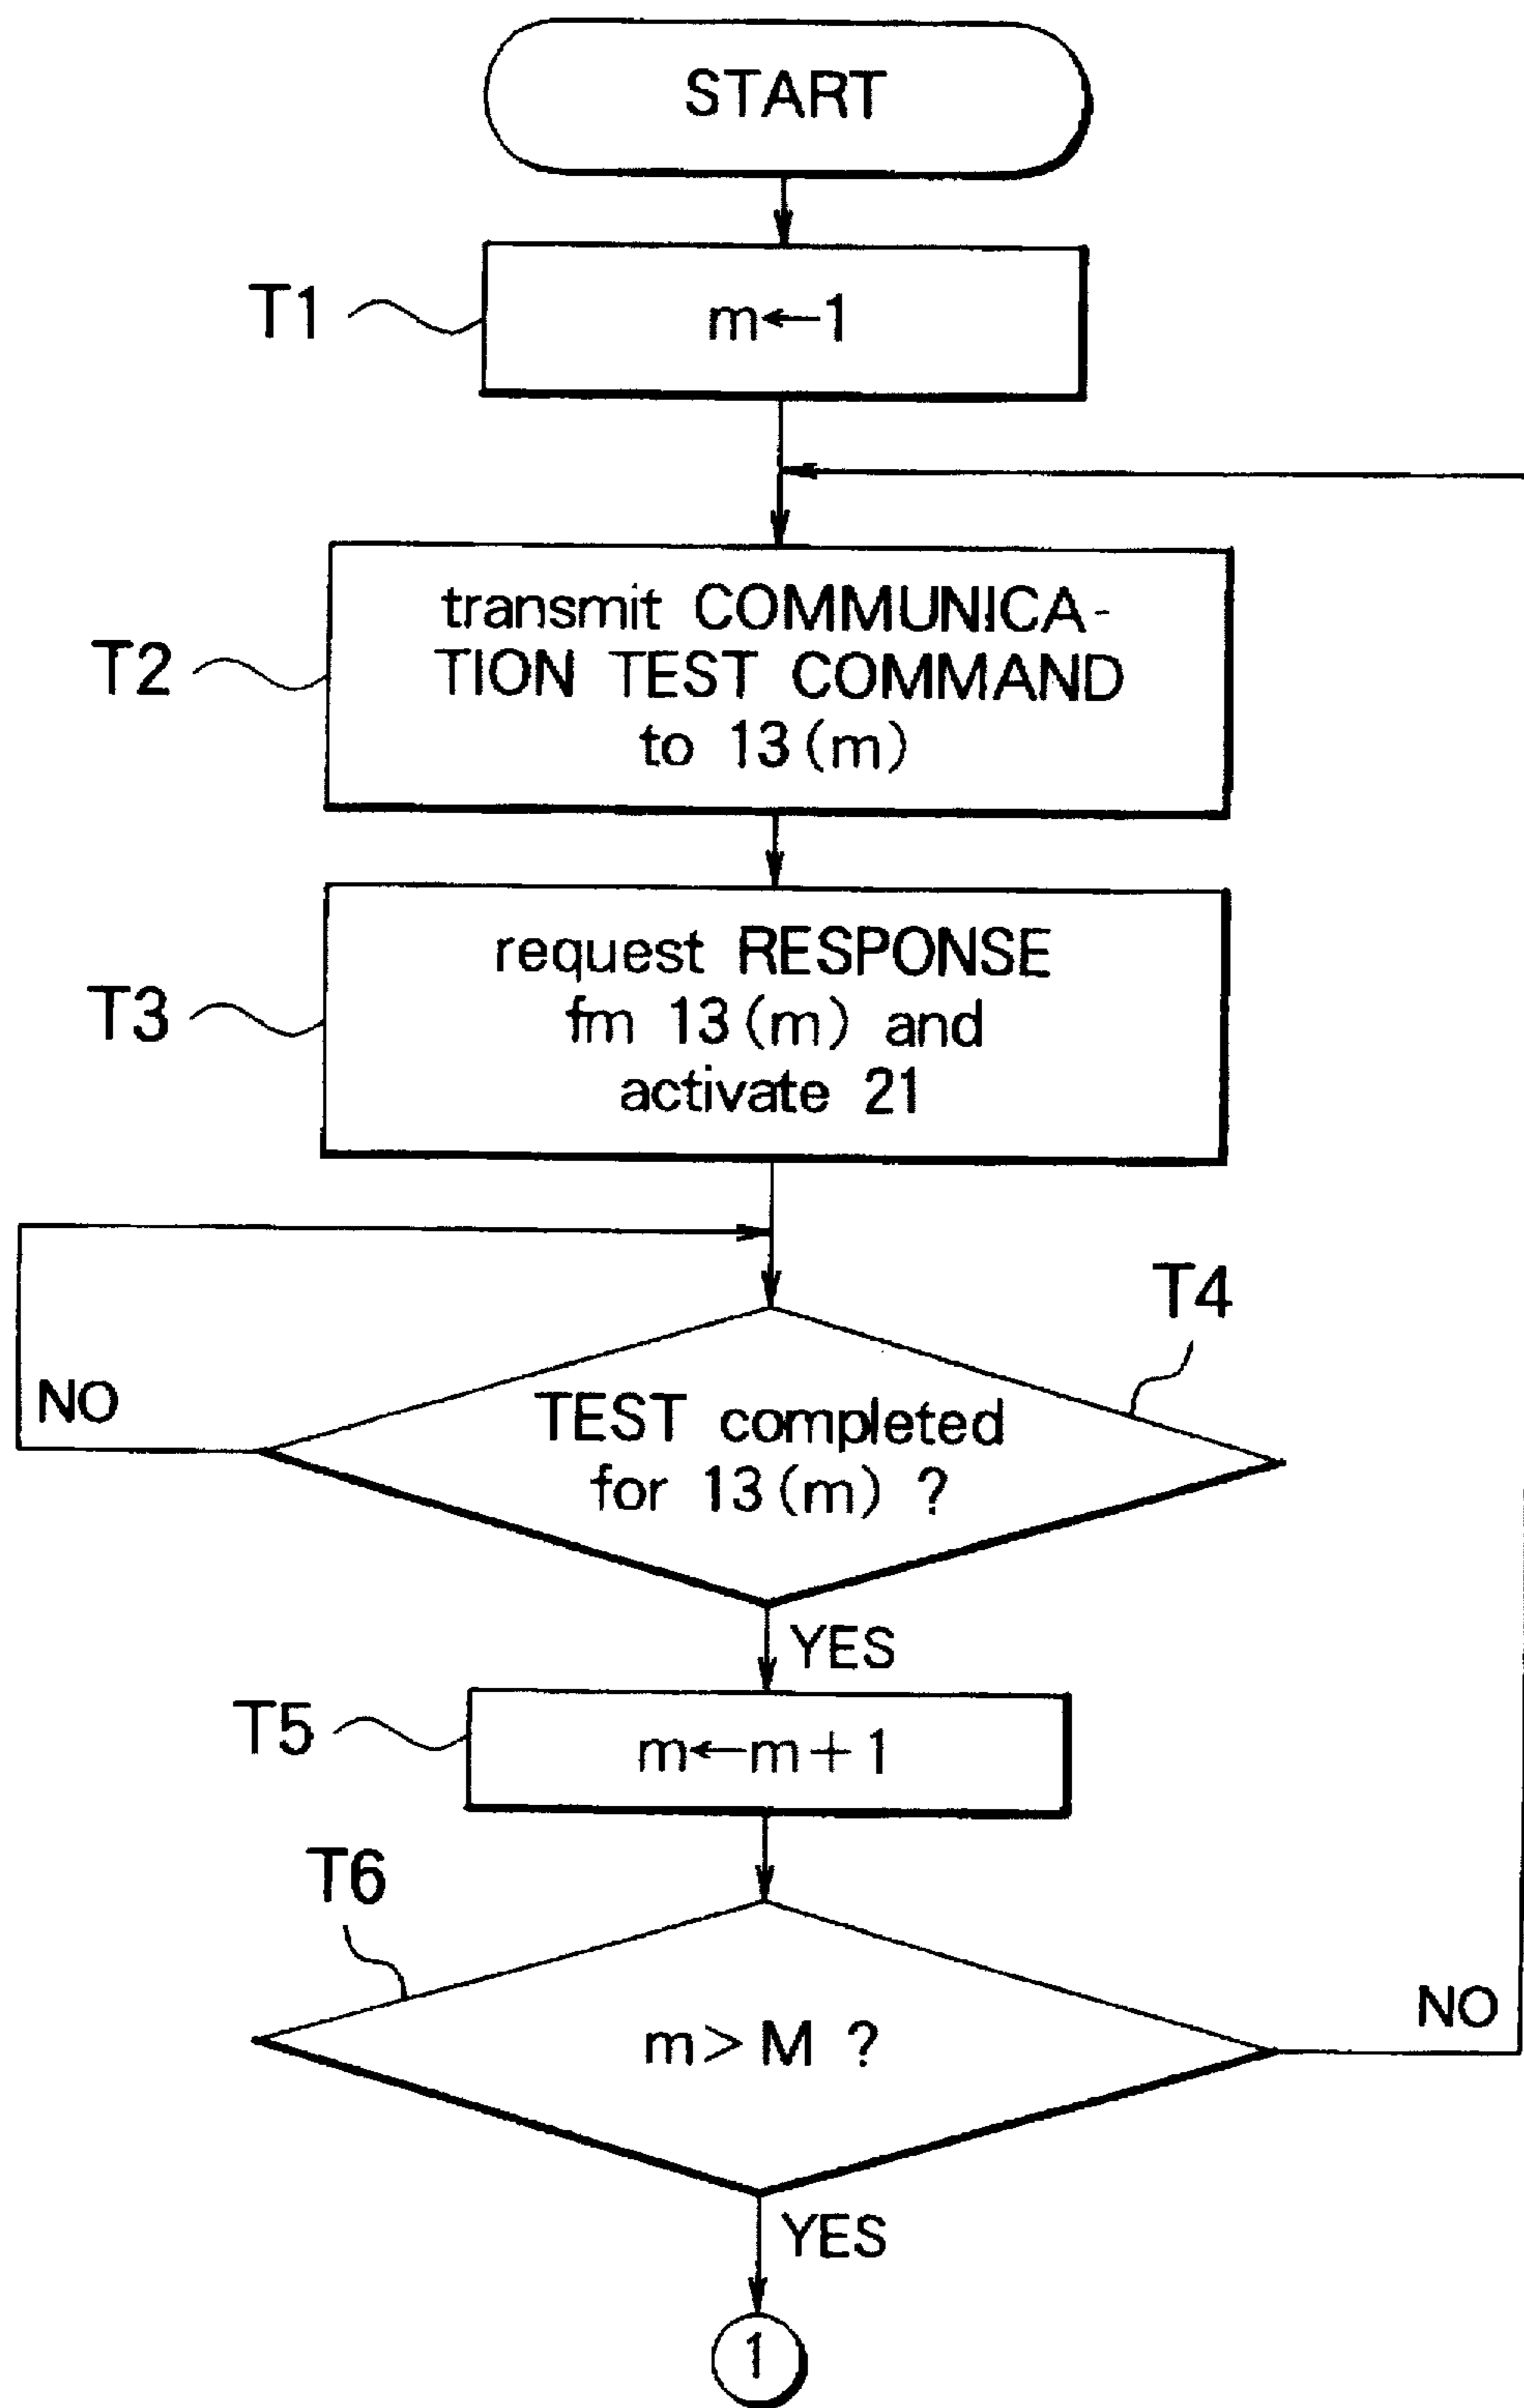 START
T1
m←1
T2
transmit COMMUNICA-
TION TEST COMMAND
to 13(m)
T3
request RESPONSE
fm 13(m) and
activate 21
T4
NO
TEST completed
for 13(m) ?
YES
T5
m←m+1
T6
m>M ?
NO
YES
1